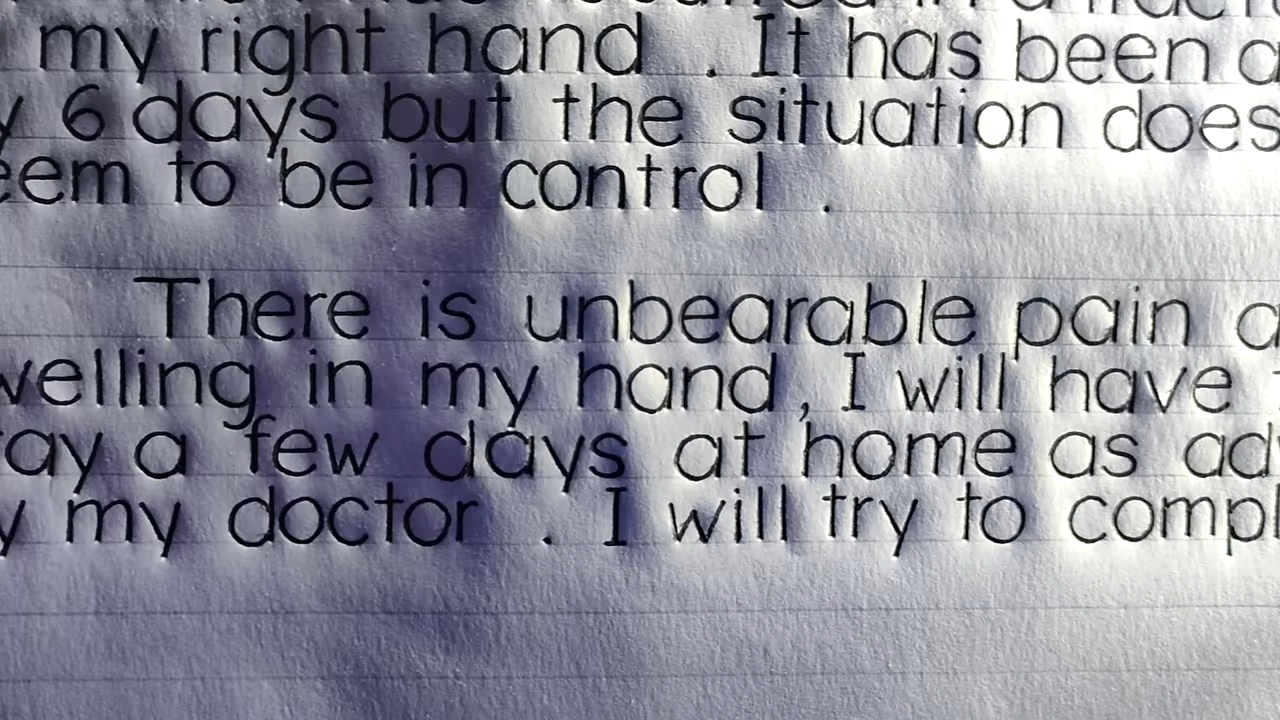 my right hand . It has been
6 days but the situation does
to be in control .
There is unbearable pain
in my hand , I will have
a few days at home as
my doctor . I will try to